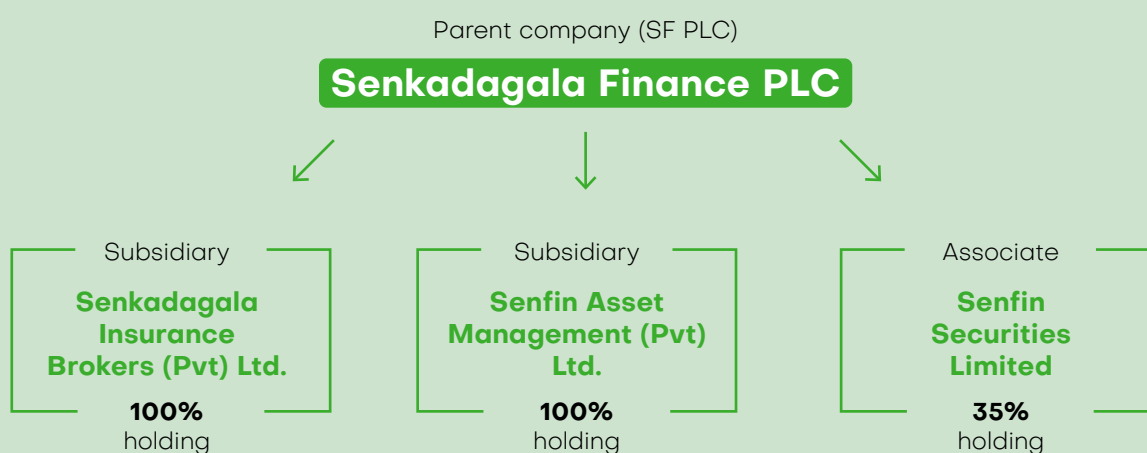 Parent company (SF PLC)
Senkadagala Finance PLC
Subsidiary
Senkadagala
Insurance
Brokers (Pvt) Ltd.
100%
holding
Subsidiary
Senfin Asset
Management (Pvt)
Ltd.
100%
holding
Associate
Senfin
Securities
Limited
35%
holding